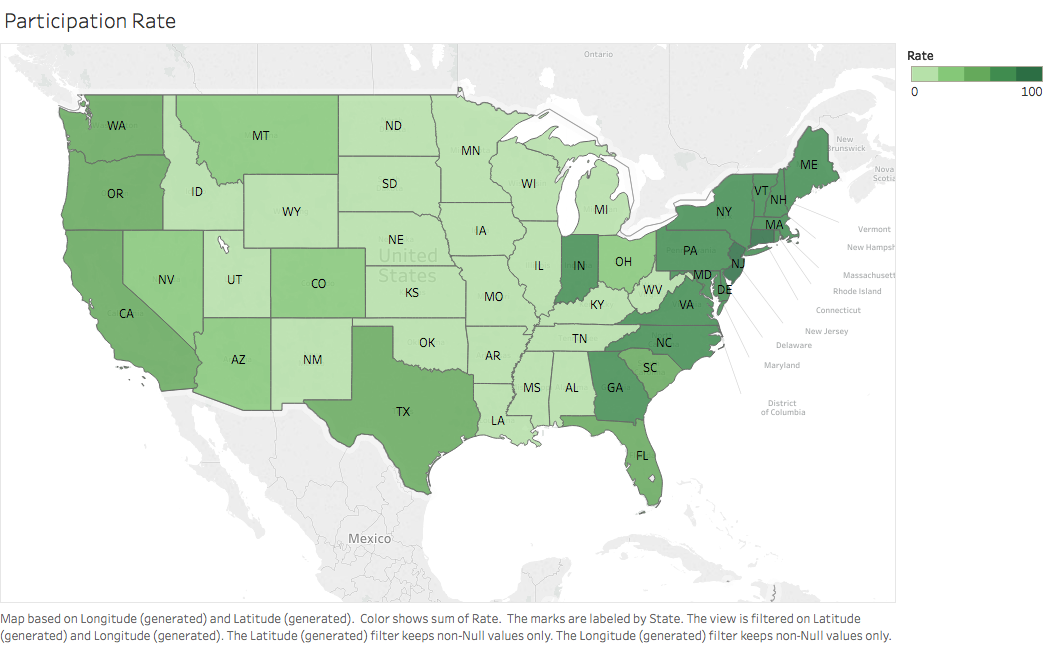 Participation Rate
Ontario
Rate
0 100
WA
MT
ND
MN
New
Brunswick
ME
Nova
Scotia
OR
ID
SD
WI
VT
NH
WY
MI
NY
MA
Vermont
IA
NE
United
States
PA
New Hampsh
NV
UT
CO
IL
IN
OH
NJ
MD
Massachusett
KS
MO
WV
DE
Rhode Island
CA
KY
VA
Connecticut
New Jersey
AZ
NM
OK
AR
TN
NC
Delaware
SC
Maryland
MS
AL
GA
TX
LA
District
of Columbia
FL
Mexico
Map based on Longitude (generated) and Latitude (generated).  Color shows sum of Rate.  The marks are labeled by State. The view is filtered on Latitude
(generated) and Longitude (generated). The Latitude (generated) filter keeps non-Null values only. The Longitude (generated) filter keeps non-Null values only.